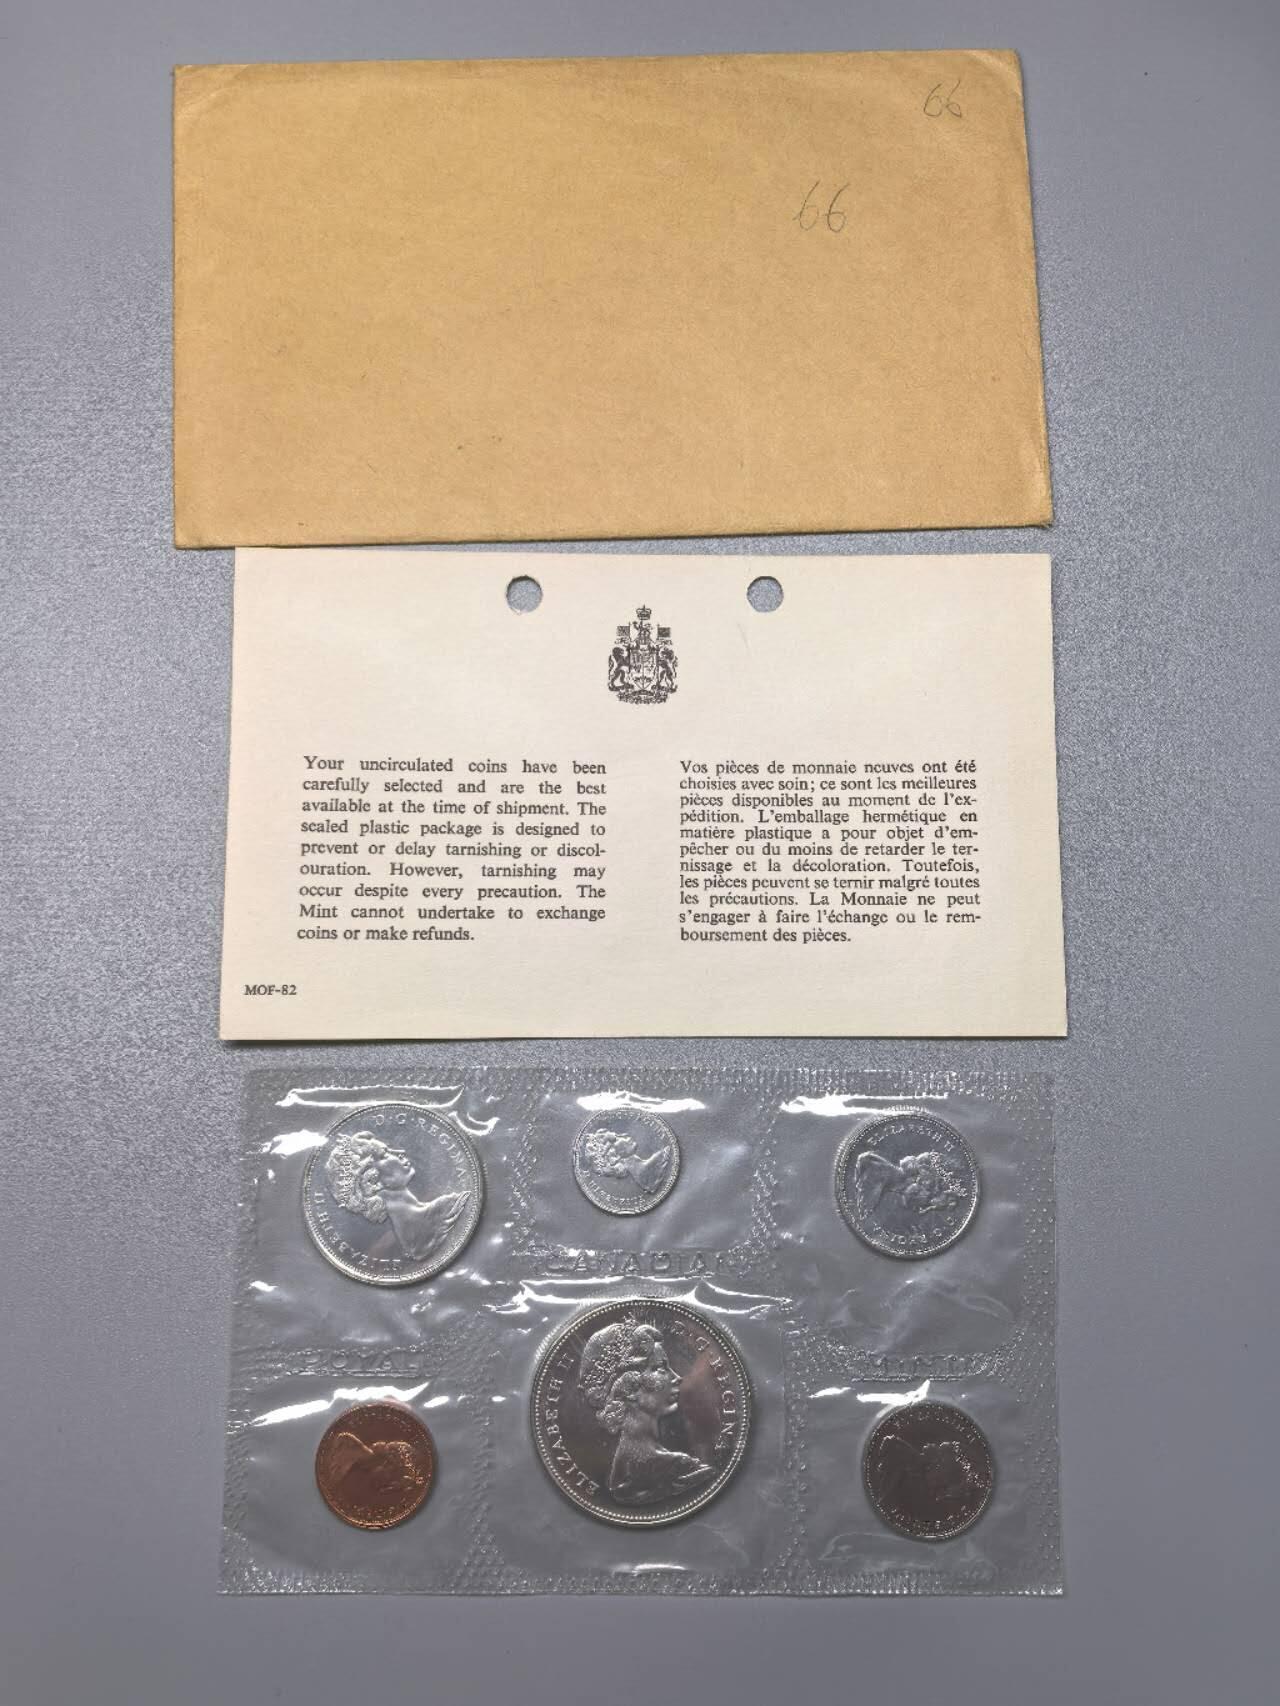 66
66
Your uncirculated coins have been
carefully selected and are the best
available at the time of shipment. The
sealed plastic package is designed to
prevent or delay tarnishing or discol-
ouration. However, tarnishing may
occur despite every precaution. The
Mint cannot undertake to exchange
coins or make refunds.
Vos pièces de monnaie neuves ont été
choisies avec soin; ce sont les meilleures
pièces disponibles au moment de l'ex-
pédition. L'emballage hermétique en
matière plastique a pour objet d'em-
pêcher ou du moins de retarder le ter-
nissage et la décoloration. Toutefois,
les pièces peuvent se ternir malgré toutes
les précautions. La Monnaie ne peut
s'engager à faire l'échange ou le rem-
boursement des pièces.
MOF-82
ELIZABETH II D·G·REGINA
ELIZABETH II D·G·REGINA
CANADIAN
ROYAL
MINT
ELIZABETH II D·G·REGINA